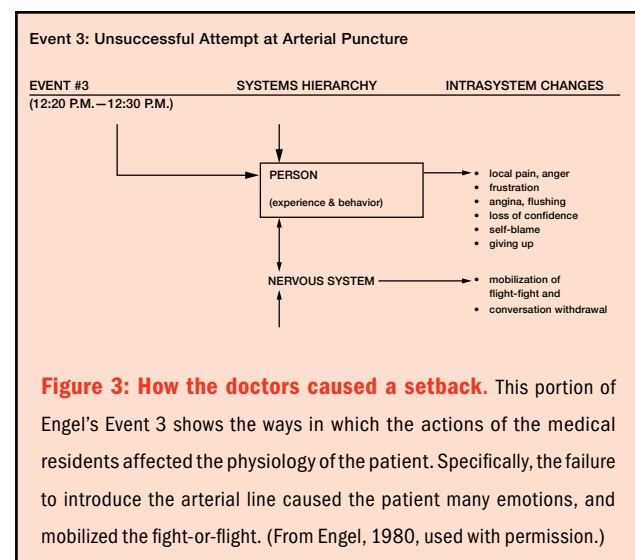 Event 3: Unsuccessful Attempt at Arterial Puncture
EVENT #3 SYSTEMS HIERARCHY INTRASYSTEM CHANGES
(12:20 P.M.—12:30 P.M.)
PERSON
(experience & behavior)
• local pain, anger
• frustration
• angina, flushing
• loss of confidence
• self-blame
• giving up
NERVOUS SYSTEM
• mobilization of
flight-fight and
• conversation withdrawal
Figure 3: How the doctors caused a setback. This portion of
Engel's Event 3 shows the ways in which the actions of the medical
residents affected the physiology of the patient. Specifically, the failure
to introduce the arterial line caused the patient many emotions, and
mobilized the fight-or-flight. (From Engel, 1980, used with permission.)